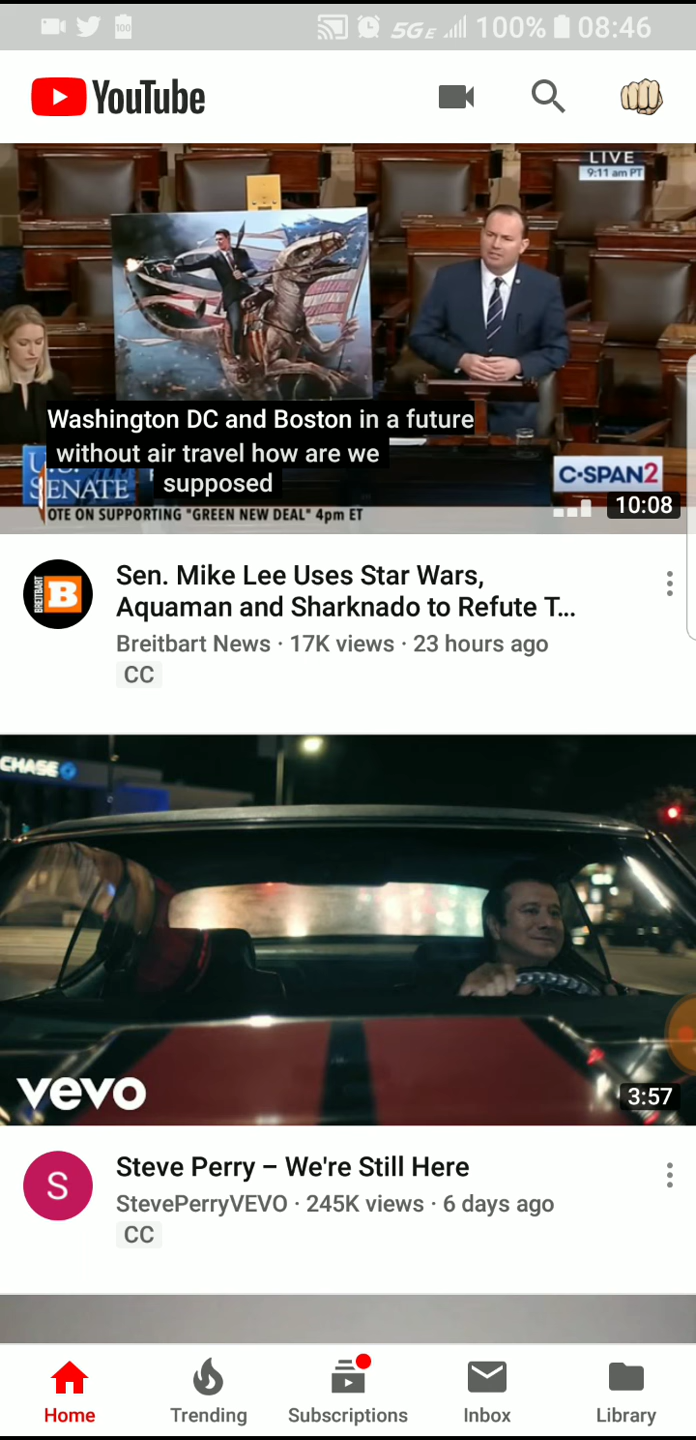 100 5G E 100% 08:46
YouTube
LIVE
9:11 am PT
Washington DC and Boston in a future
without air travel how are we
supposed
SENATE
C-SPAN2
OTE ON SUPPORTING "GREEN NEW DEAL" 4pm ET
10:08
BREITBART
B
Sen. Mike Lee Uses Star Wars,
Aquaman and Sharknado to Refute T...
Breitbart News · 17K views · 23 hours ago
CC
CHASE
vevo
3:57
S
Steve Perry – We're Still Here
StevePerryVEVO · 245K views · 6 days ago
CC
Home Trending Subscriptions Inbox Library